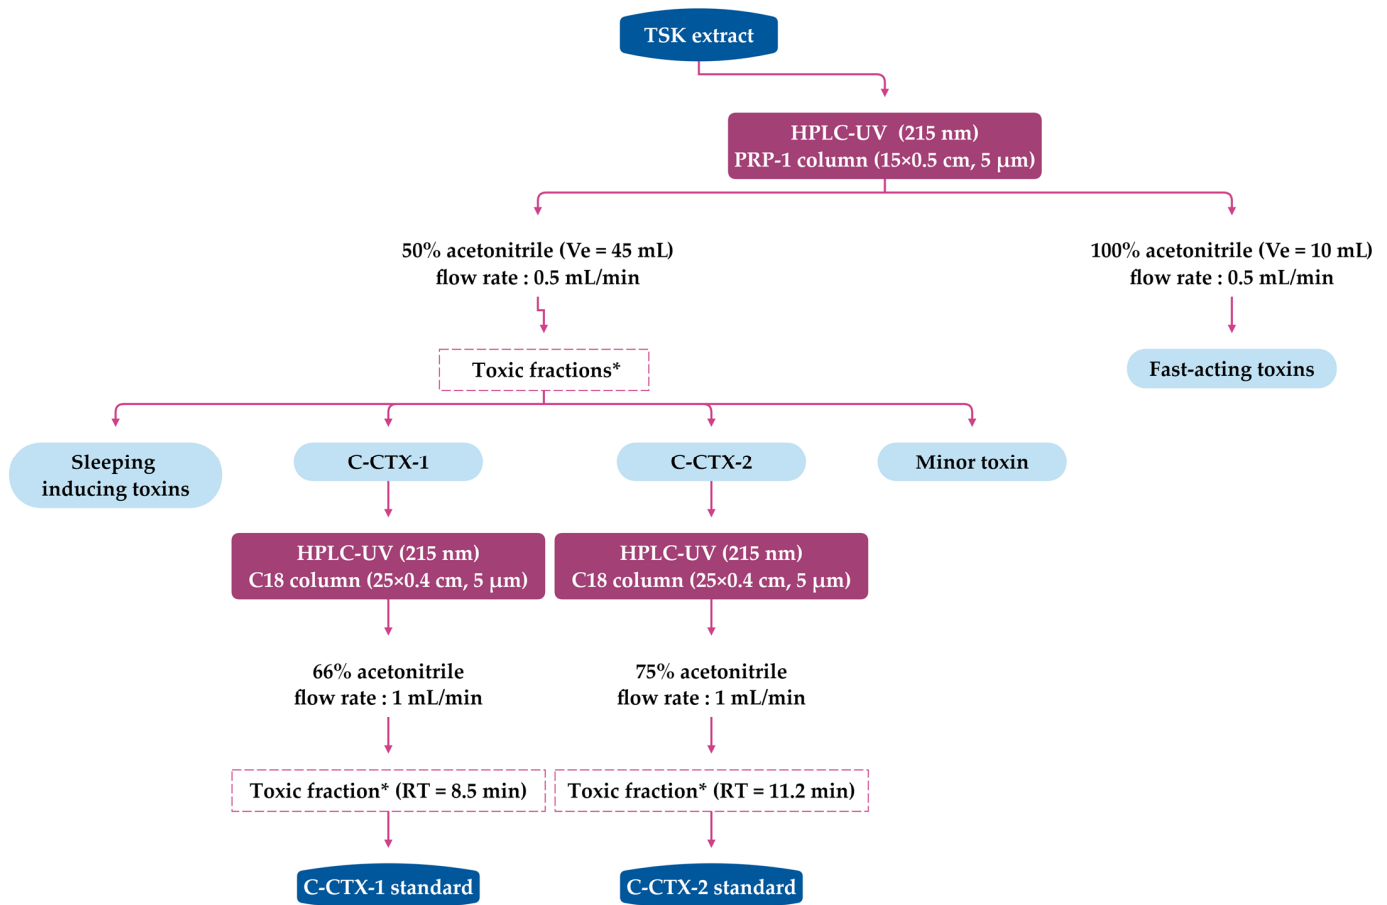 TSK extract
HPLC-UV (215 nm)
PRP-1 column (15×0.5 cm, 5 µm)
50% acetonitrile (Ve = 45 mL)
flow rate : 0.5 mL/min
100% acetonitrile (Ve = 10 mL)
flow rate : 0.5 mL/min
Toxic fractions*
Fast-acting toxins
Sleeping
inducing toxins
C-CTX-1
C-CTX-2
Minor toxin
HPLC-UV (215 nm)
C18 column (25×0.4 cm, 5 µm)
HPLC-UV (215 nm)
C18 column (25×0.4 cm, 5 µm)
66% acetonitrile
flow rate : 1 mL/min
75% acetonitrile
flow rate : 1 mL/min
Toxic fraction* (RT = 8.5 min)
Toxic fraction* (RT = 11.2 min)
C-CTX-1 standard
C-CTX-2 standard